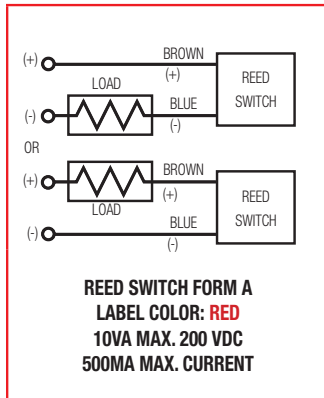 BROWN
(+) (+) REED
LOAD SWITCH
BLUE
(-) (-)
OR
BROWN
(+) (+) REED
LOAD SWITCH
BLUE
(-) (-)
REED SWITCH FORM A
LABEL COLOR: RED
10VA MAX. 200 VDC
500MA MAX. CURRENT